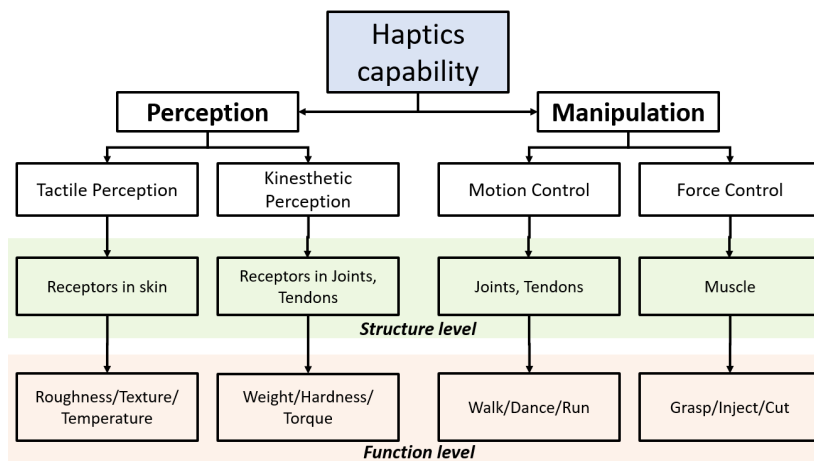 Haptics
capability
Perception
Manipulation
Tactile Perception
Kinesthetic
Perception
Motion Control
Force Control
Receptors in skin
Receptors in Joints,
Tendons
Joints, Tendons
Muscle
Structure level
Roughness/Texture/
Temperature
Weight/Hardness/
Torque
Walk/Dance/Run
Grasp/Inject/Cut
Function level